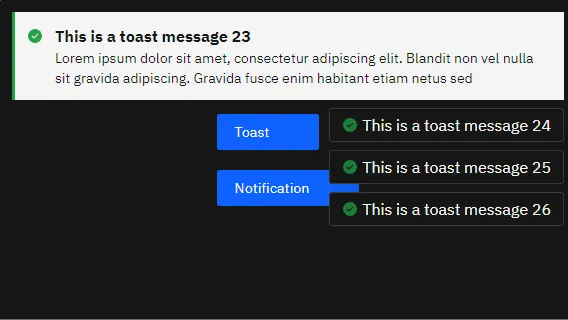 This is a toast message 23
Lorem ipsum dolor sit amet, consectetur adipiscing elit. Blandit non vel nulla
sit gravida adipiscing. Gravida fusce enim habitant etiam netus sed
Toast
This is a toast message 24
This is a toast message 25
Notification
This is a toast message 26